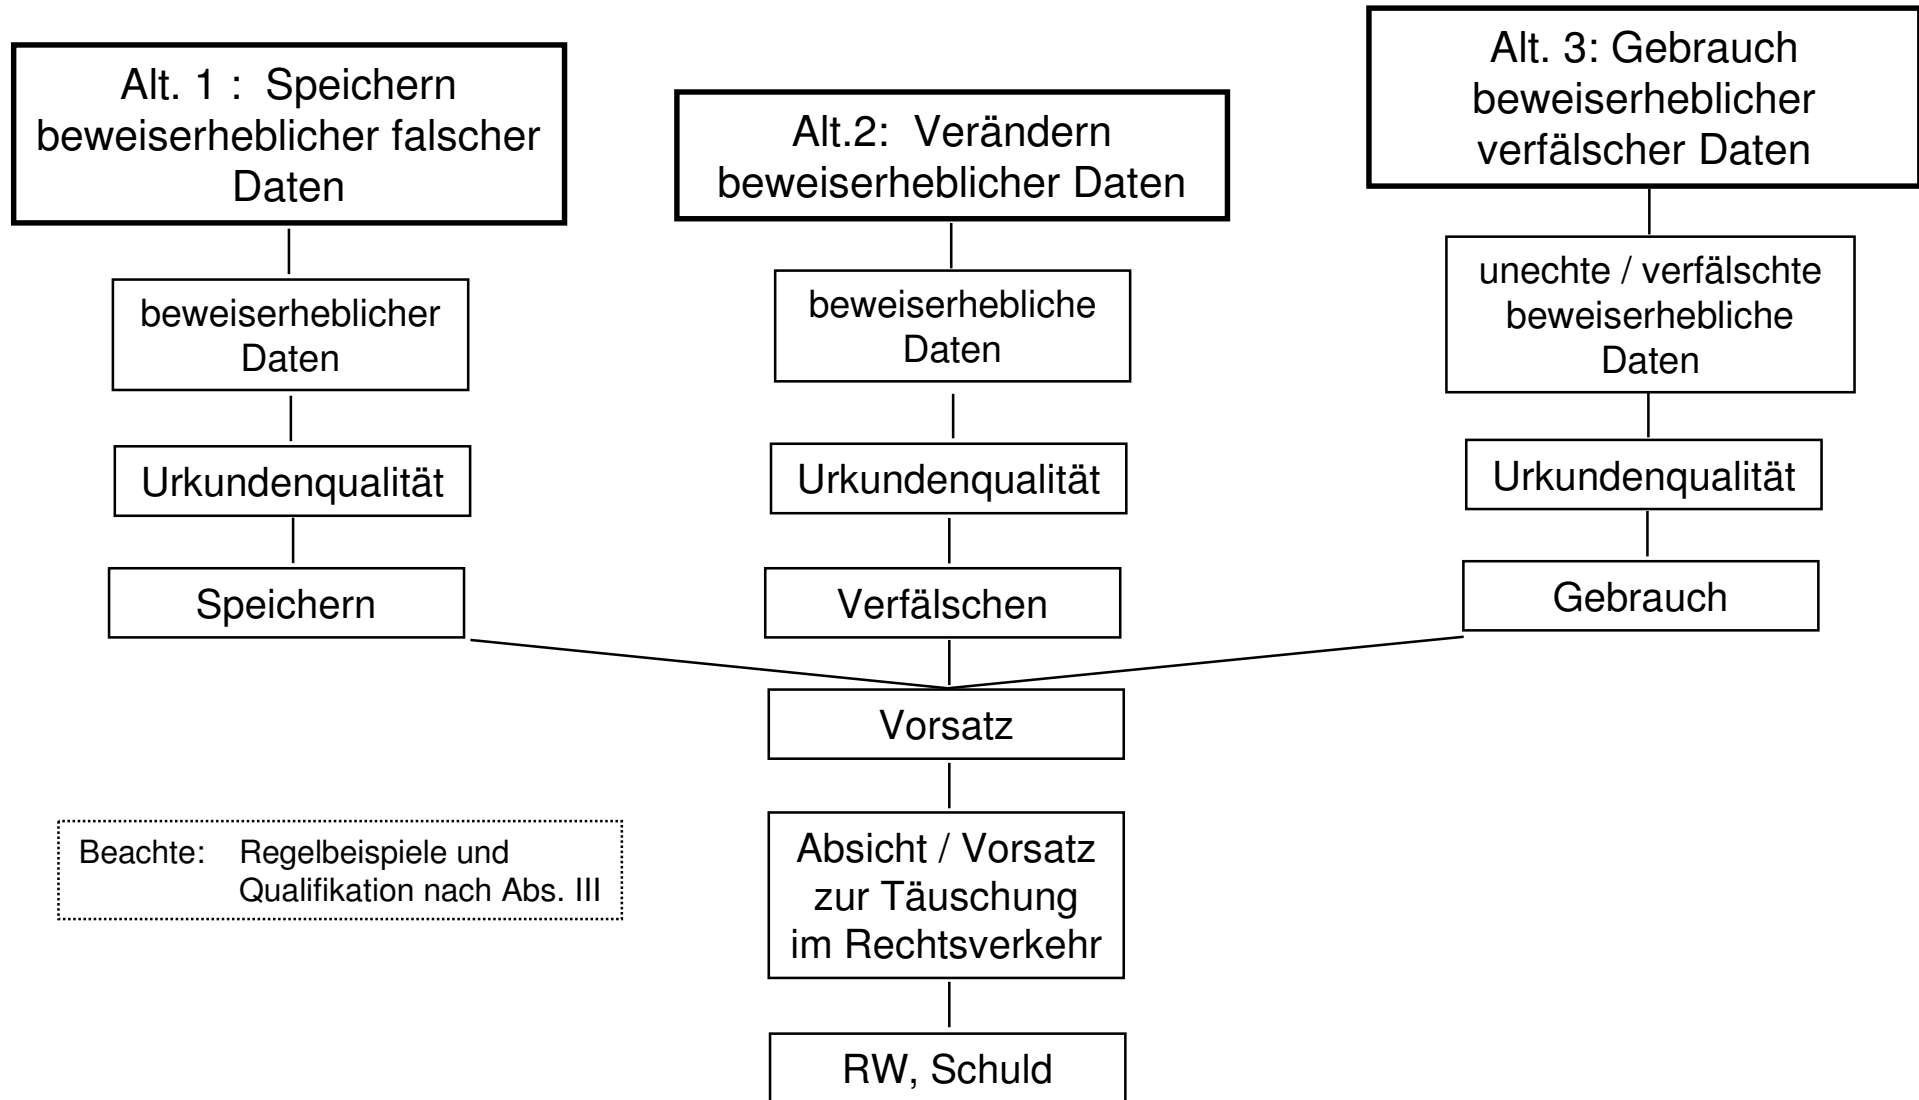 Alt. 1 :  Speichern
beweiserheblicher falscher
Daten
beweiserheblicher
Daten
Urkundenqualität
Speichern
Alt.2:  Verändern
beweiserheblicher Daten
beweiserhebliche
Daten
Urkundenqualität
Verfälschen
Alt. 3: Gebrauch
beweiserheblicher
verfälscher Daten
unechte / verfälschte
beweiserhebliche
Daten
Urkundenqualität
Gebrauch
Vorsatz
Absicht / Vorsatz
zur Täuschung
im Rechtsverkehr
RW, Schuld
Beachte: Regelbeispiele und
Qualifikation nach Abs. III